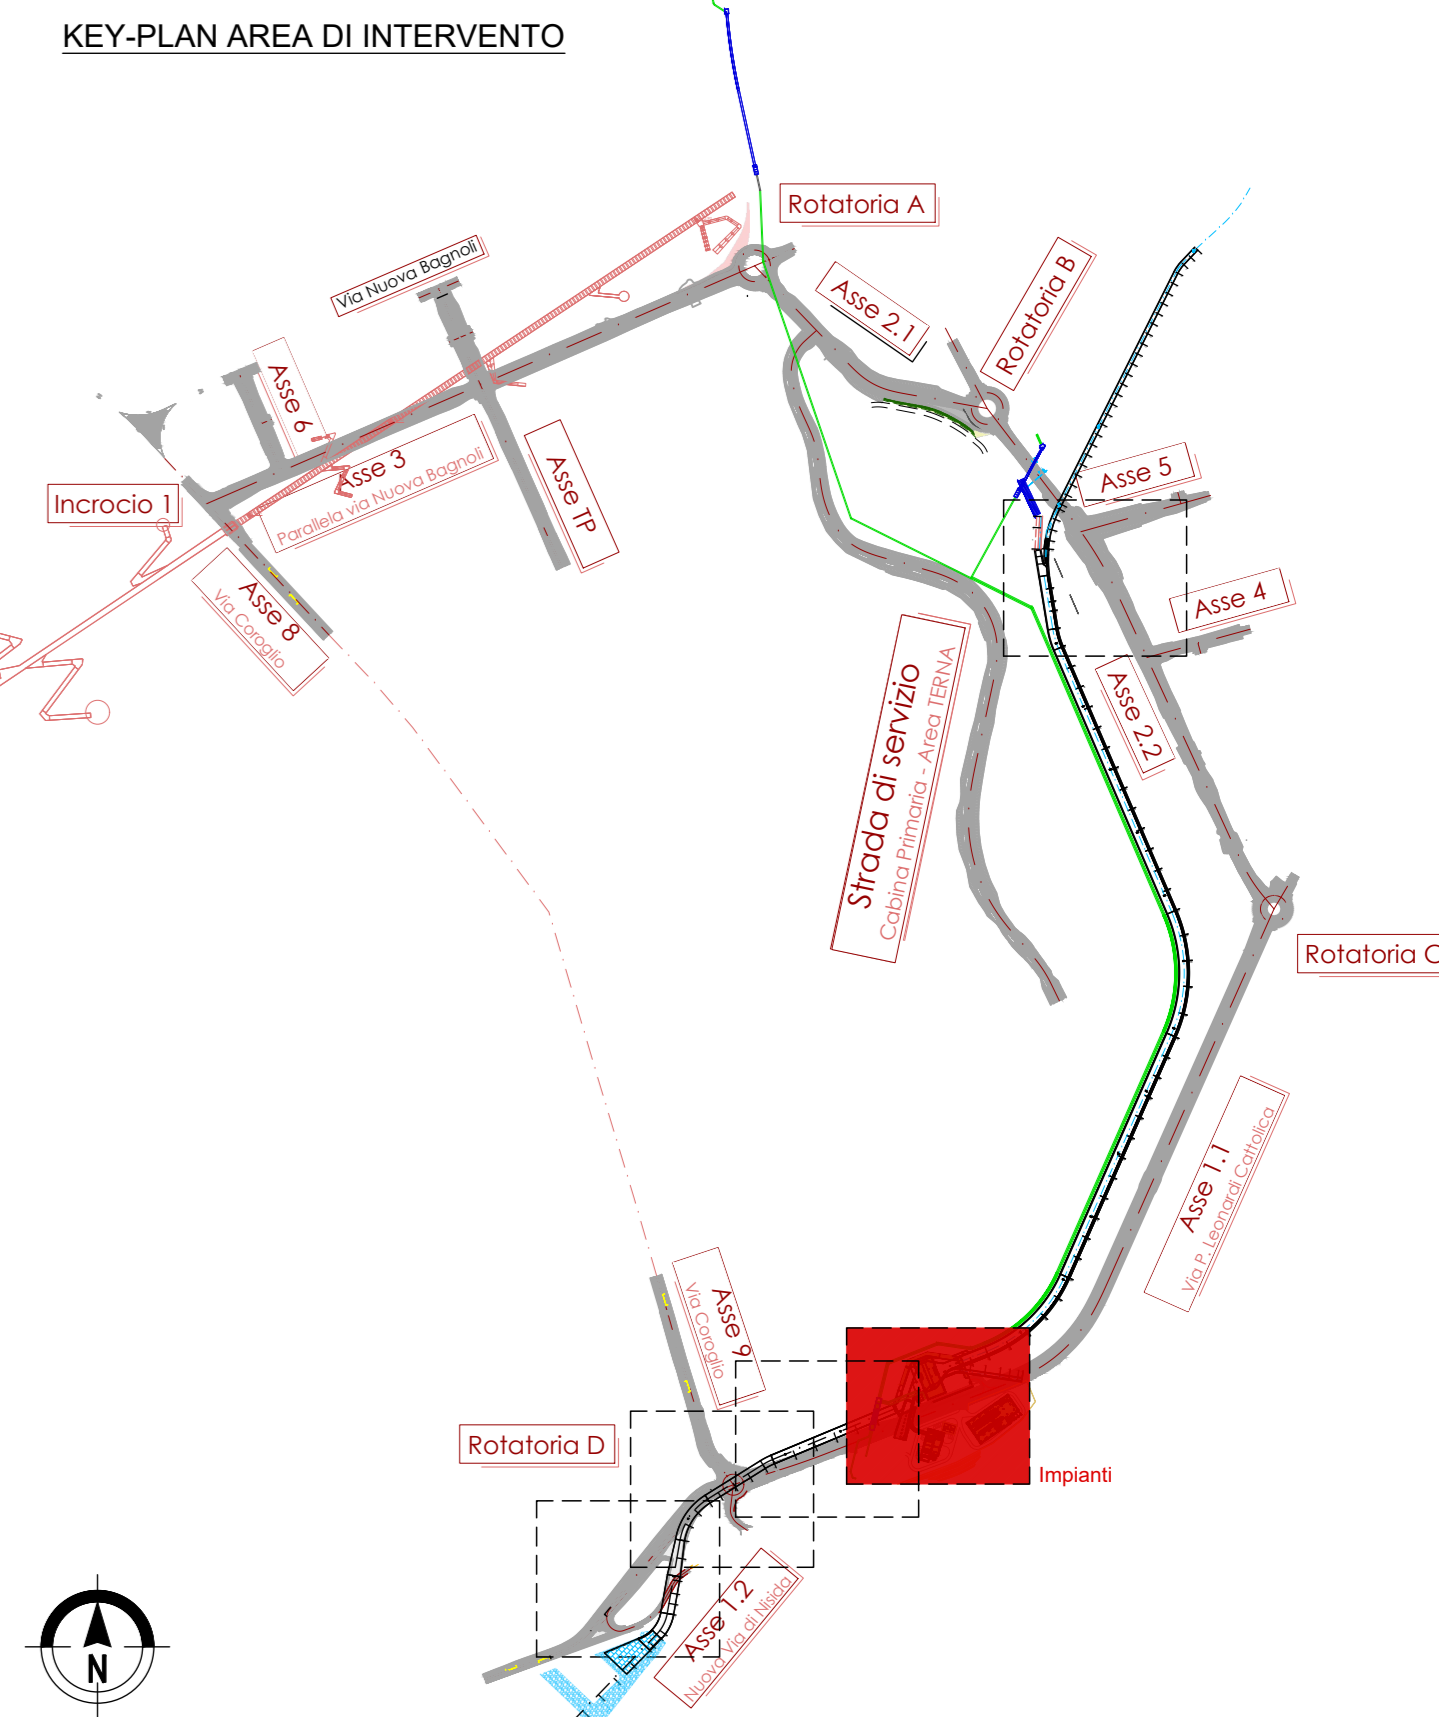 KEY-PLAN AREA DI INTERVENTO
Rotatoria A
Via Nuova Bagnoli
Asse 2.1
Rotatoria B
Asse 6
Asse 3
Parallela via Nuova Bagnoli
Incrocio 1
Asse TP
Asse 5
Asse 4
Asse 8
Via Coroglio
Strada di servizio
Cabina Primaria - Area TERNA
Asse 2.2
Rotatoria C
Asse 1.1
Via P. Leonardi Cattolica
Asse 9
Via Coroglio
Rotatoria D
Impianti
Asse 1.2
Nuova Via di Nisida
N